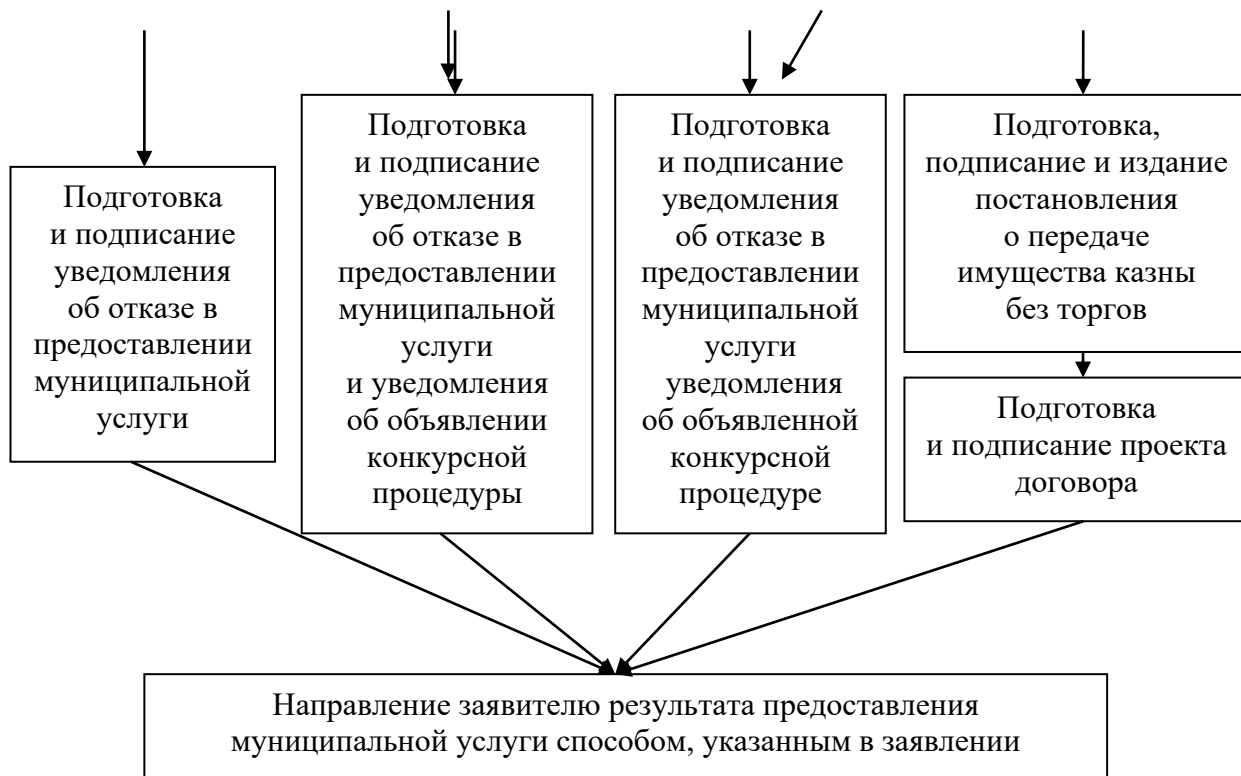 Подготовка
и подписание
уведомления
об отказе в
предоставлении
муниципальной
услуги
Подготовка
и подписание
уведомления
об отказе в
предоставлении
муниципальной
услуги
и уведомления
об объявлении
конкурсной
процедуры
Подготовка
и подписание
уведомления
об отказе в
предоставлении
муниципальной
услуги
уведомления
об объявленной
конкурсной
процедуре
Подготовка,
подписание и издание
постановления
о передаче
имущества казны
без торгов
Подготовка
и подписание проекта
договора
Направление заявителю результата предоставления
муниципальной услуги способом, указанным в заявлении